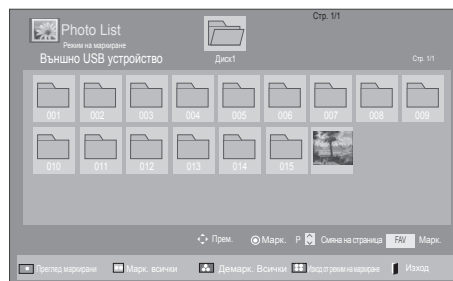 Стр. 1/1
Photo List
Режим на маркиране
Външно USB устройство
Диск1
Стр. 1/1
001 002 003 004 005 006 007 008 009
010 011 012 013 014 015
Прем. Марк. P Смяна на страница FAV Марк.
Преглед маркирани Марк. всички Демарк. Всички Изход от режим на маркиране Изход